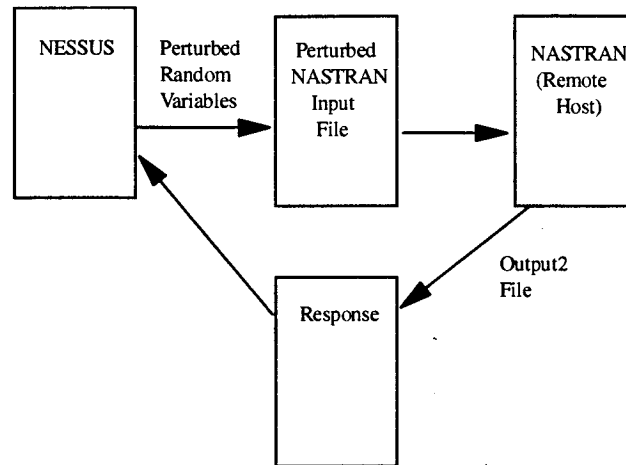 NESSUS
Perturbed
Random
Variables
Perturbed
NASTRAN
Input
File
NASTRAN
(Remote
Host)
Output2
File
Response